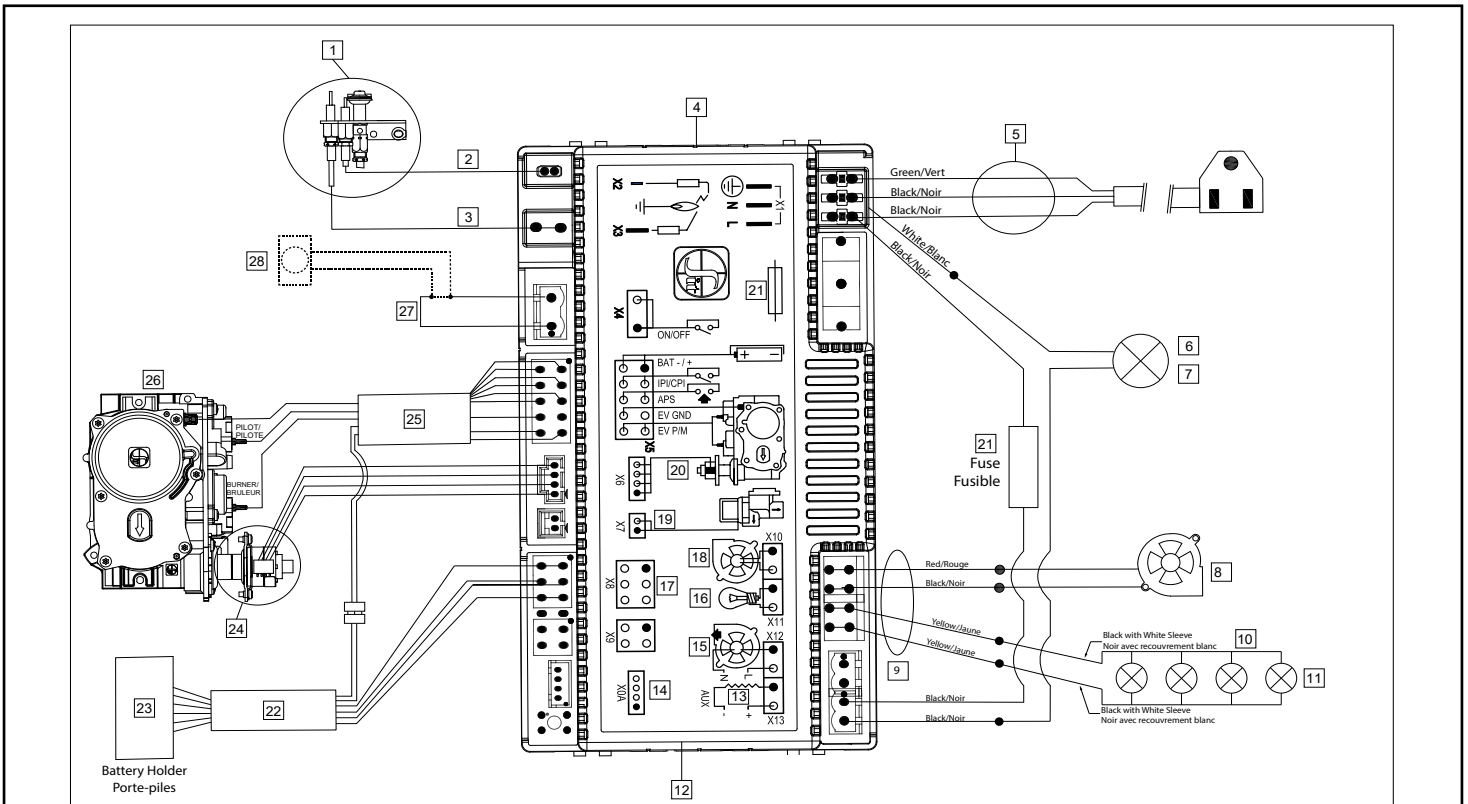 1
4
2
3
5
Green/Vert
Black/Noir
Black/Noir
X2
X3
N
L
X1
White/Blanc
Black/Noir
28
27
21
X4
ON/OFF
6
7
26
25
PILOT/
PILOTE
BAT - / +
IPI/CPI
APS
EV GND
EV P/M
X5
21
Fuse
Fusible
BURNER/
BRULEUR
20
X6
19
X7
X10
18
Red/Rouge
Black/Noir
8
24
X8
17
16
X11
Yellow/Jaune
Yellow/Jaune
Black with White Sleeve
Noir avec recouvrement blanc
10
11
X9
15
X12
N
L
9
23
22
X0A
14
AUX
13
- +
X13
Black/Noir
Black/Noir
Black with White Sleeve
Noir avec recouvrement blanc
Battery Holder
Porte-piles
12